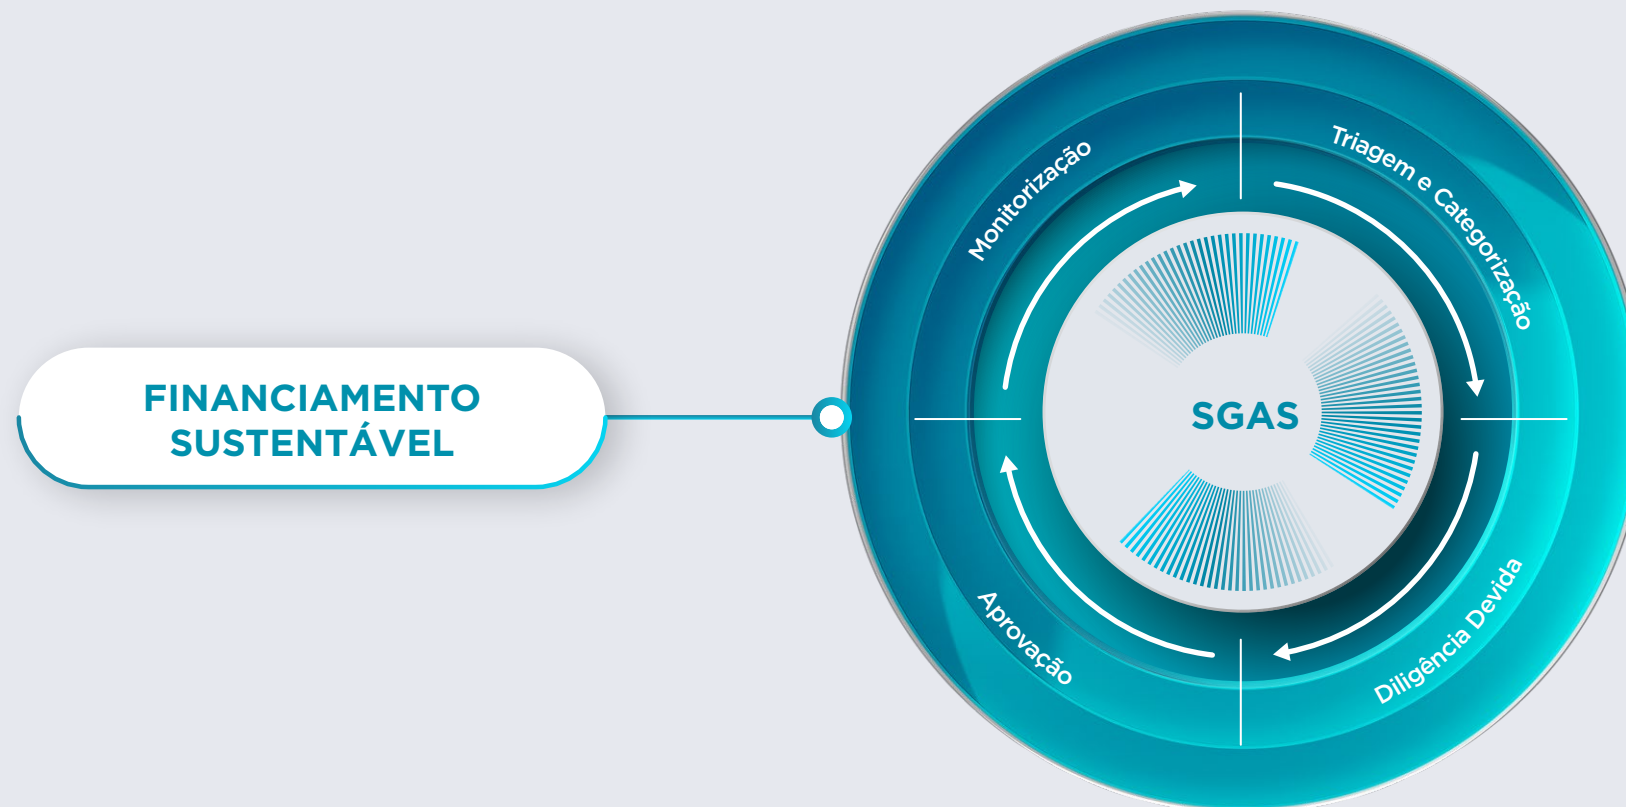 FINANCIAMENTO
SUSTENTÁVEL
SGAS
Triagem e Categorização
Diligência Devida
Aprovação
Monitorização